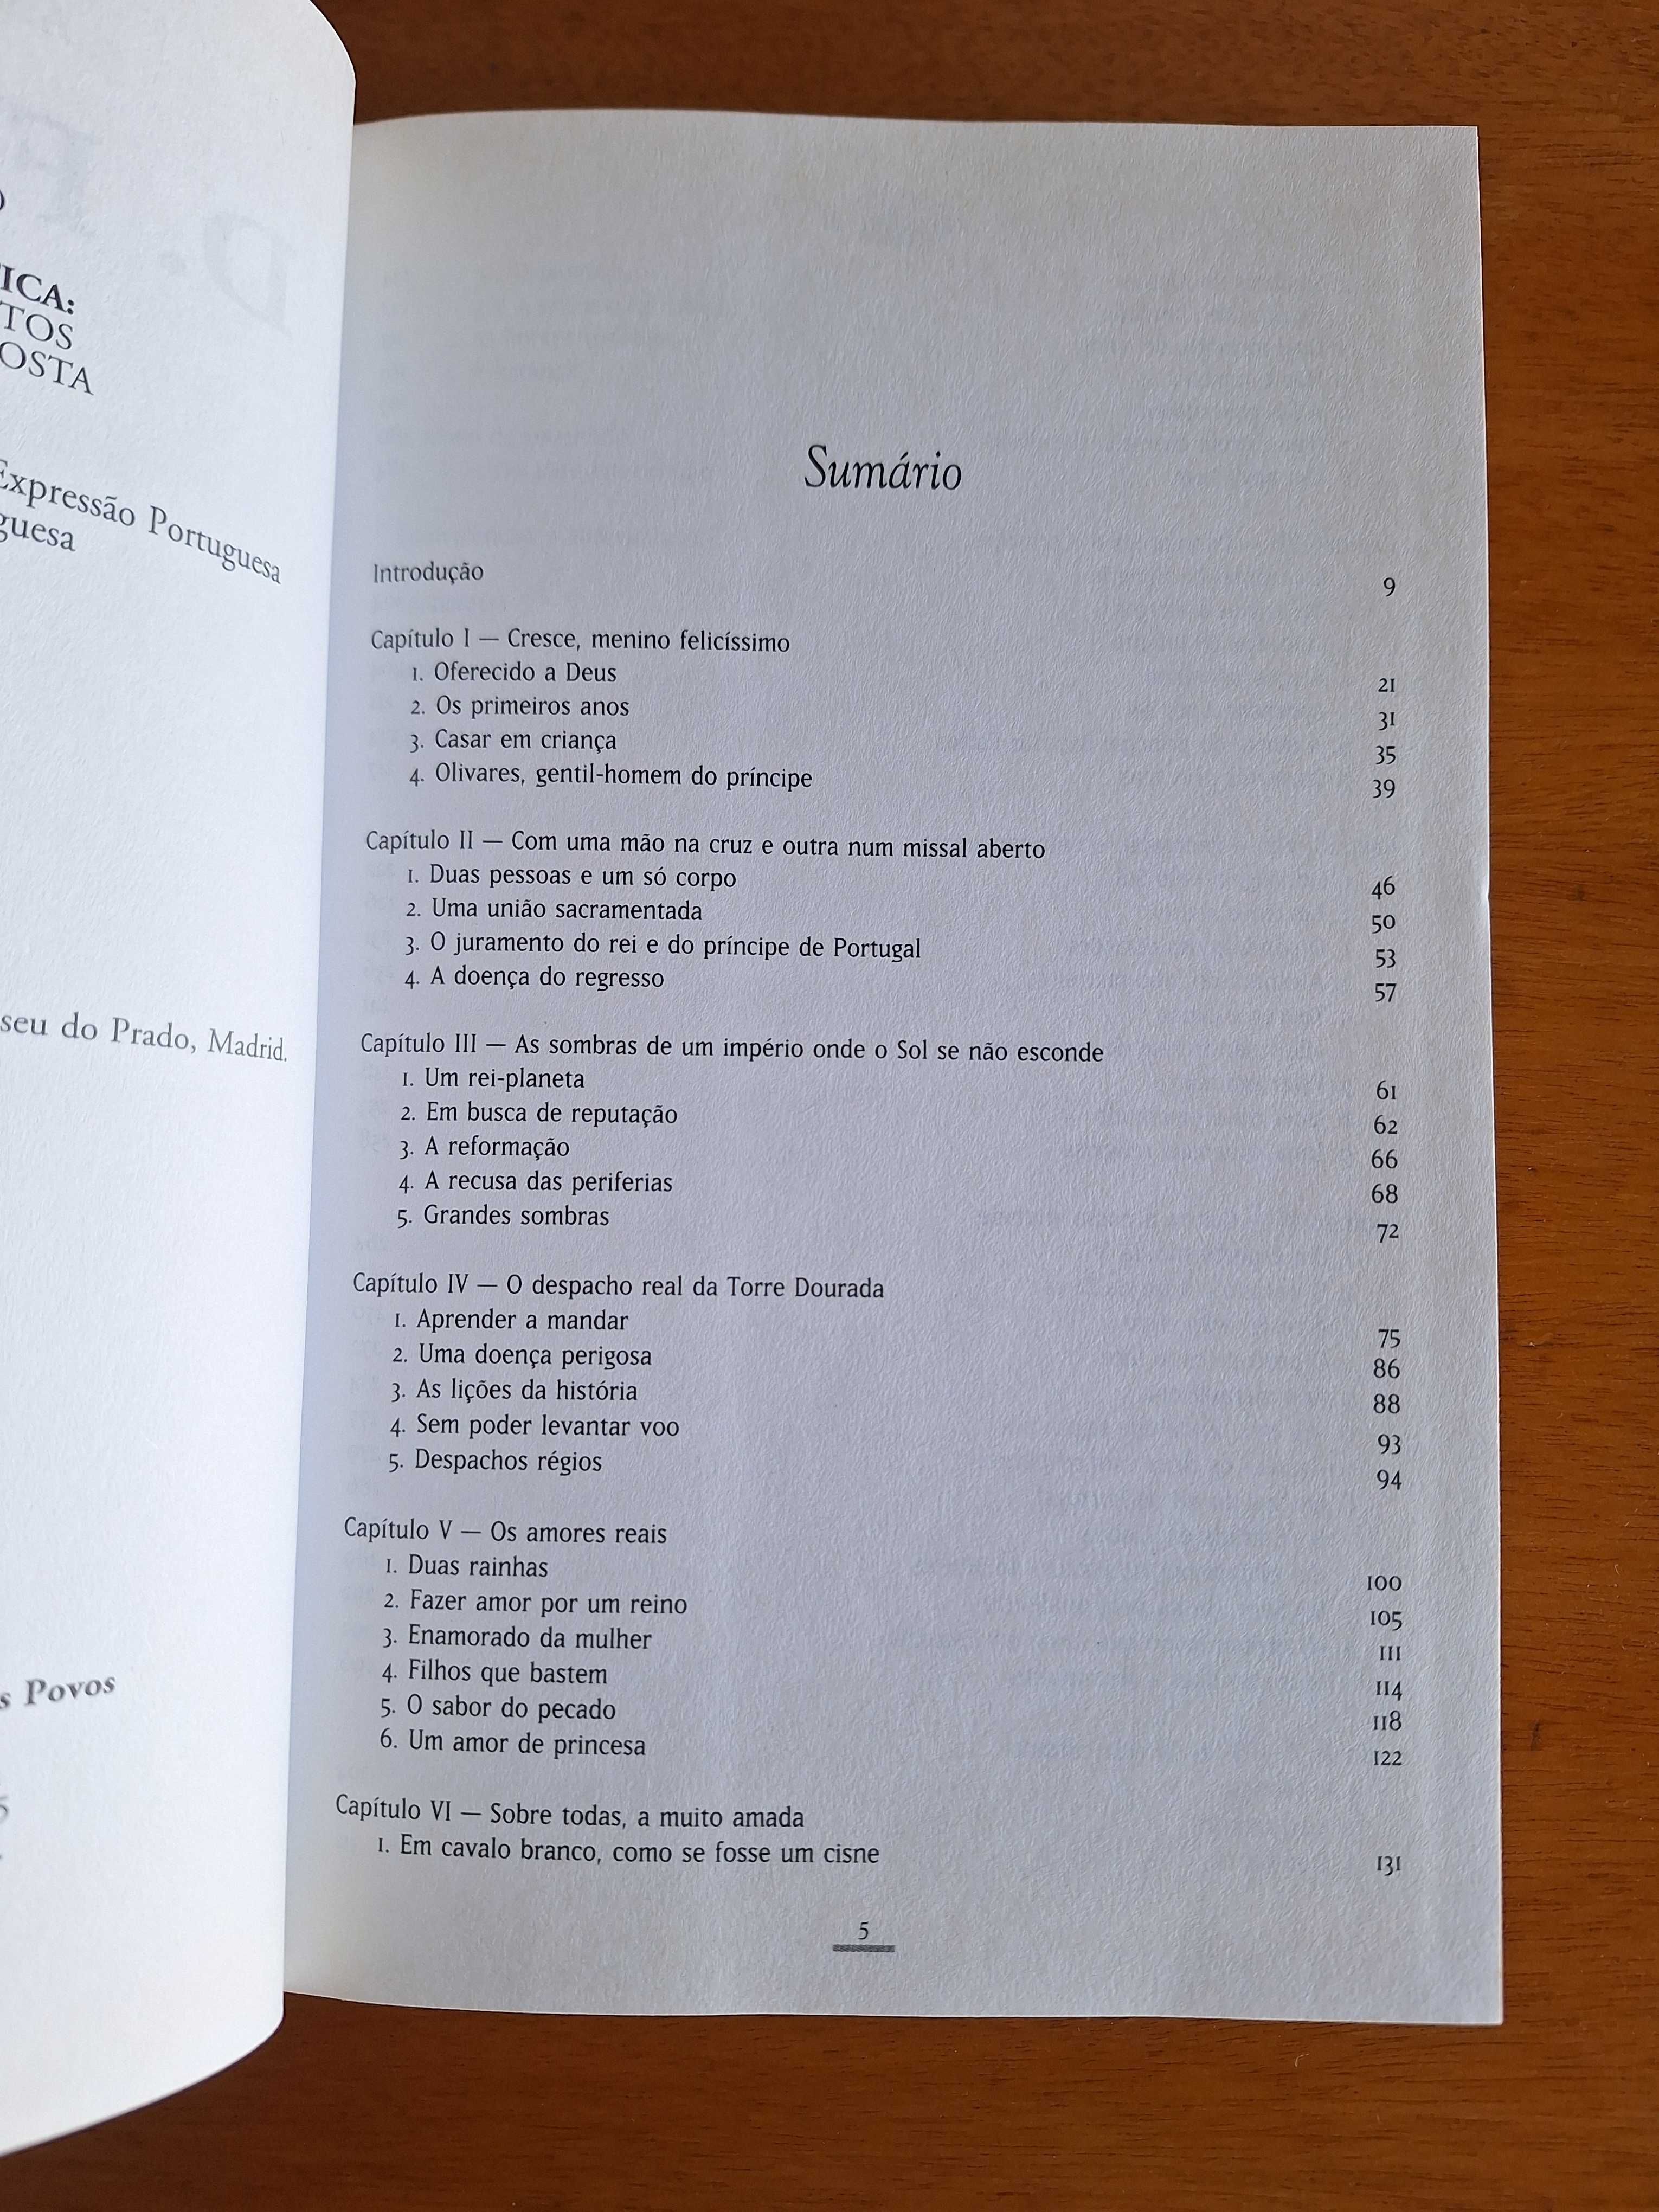 ICA:
TOS
OSTA
Expressão Portuguesa
guesa
seu do Prado, Madrid.
s Povos
Sumário
Introdução 9
Capítulo I — Cresce, menino felicíssimo
1. Oferecido a Deus 21
2. Os primeiros anos 31
3. Casar em criança 35
4. Olivares, gentil-homem do príncipe 39
Capítulo II — Com uma mão na cruz e outra num missal aberto
1. Duas pessoas e um só corpo 46
2. Uma união sacramentada 50
3. O juramento do rei e do príncipe de Portugal 53
4. A doença do regresso 57
Capítulo III — As sombras de um império onde o Sol se não esconde
1. Um rei-planeta 61
2. Em busca de reputação 62
3. A reformação 66
4. A recusa das periferias 68
5. Grandes sombras 72
Capítulo IV — O despacho real da Torre Dourada
1. Aprender a mandar 75
2. Uma doença perigosa 86
3. As lições da história 88
4. Sem poder levantar voo 93
5. Despachos régios 94
Capítulo V — Os amores reais
1. Duas rainhas 100
2. Fazer amor por um reino 105
3. Enamorado da mulher 111
4. Filhos que bastem 114
5. O sabor do pecado 118
6. Um amor de princesa 122
Capítulo VI — Sobre todas, a muito amada
1. Em cavalo branco, como se fosse um cisne 131
5